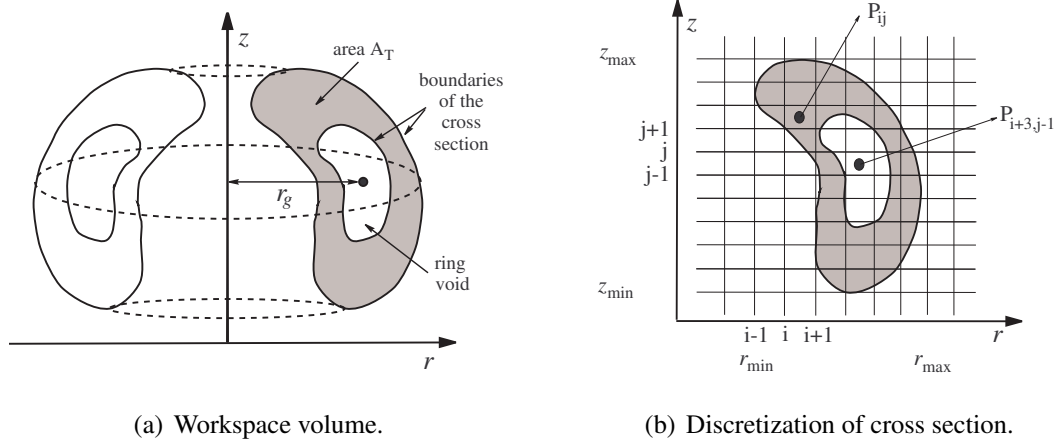 z
area A_T
boundaries
of the
cross
section
r_g
ring
void
r
(a) Workspace volume.
P_ij
z
z_max
P_i+3,j-1
j+1
j
j-1
z_min
i-1 i i+1
r
r_min r_max
(b) Discretization of cross section.